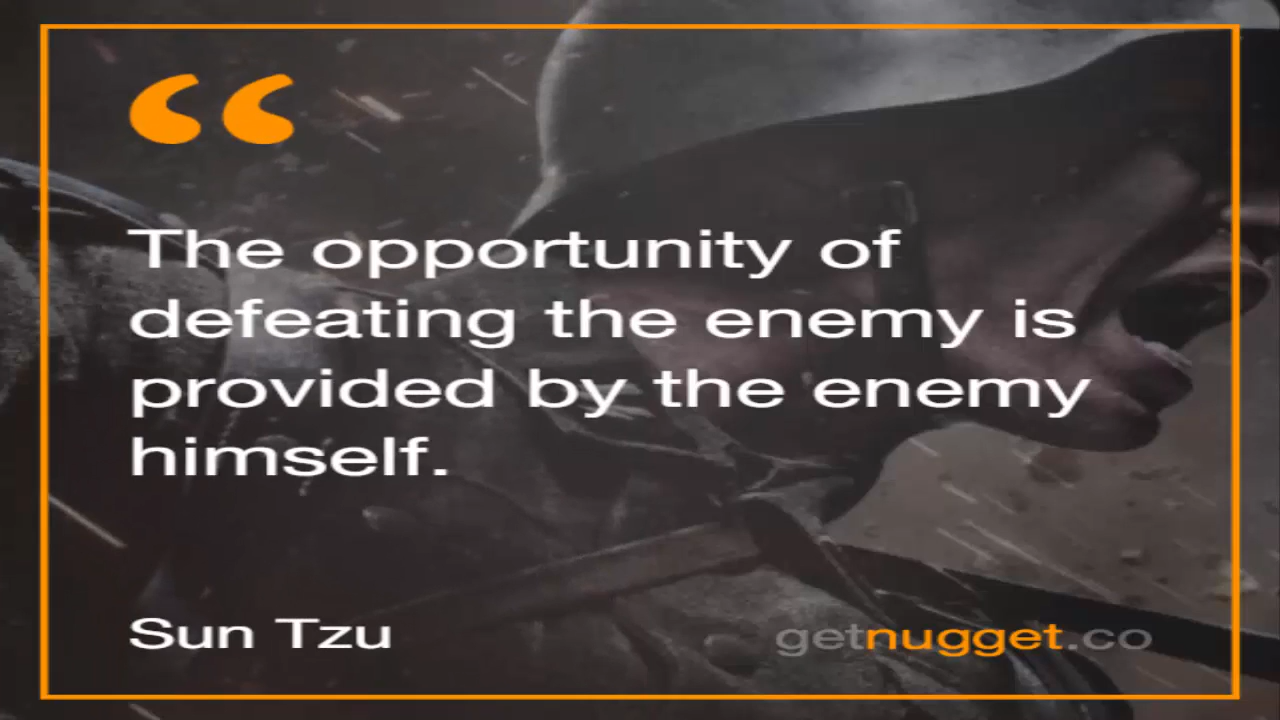 “
The opportunity of
defeating the enemy is
provided by the enemy
himself.
Sun Tzu
getnugget.co